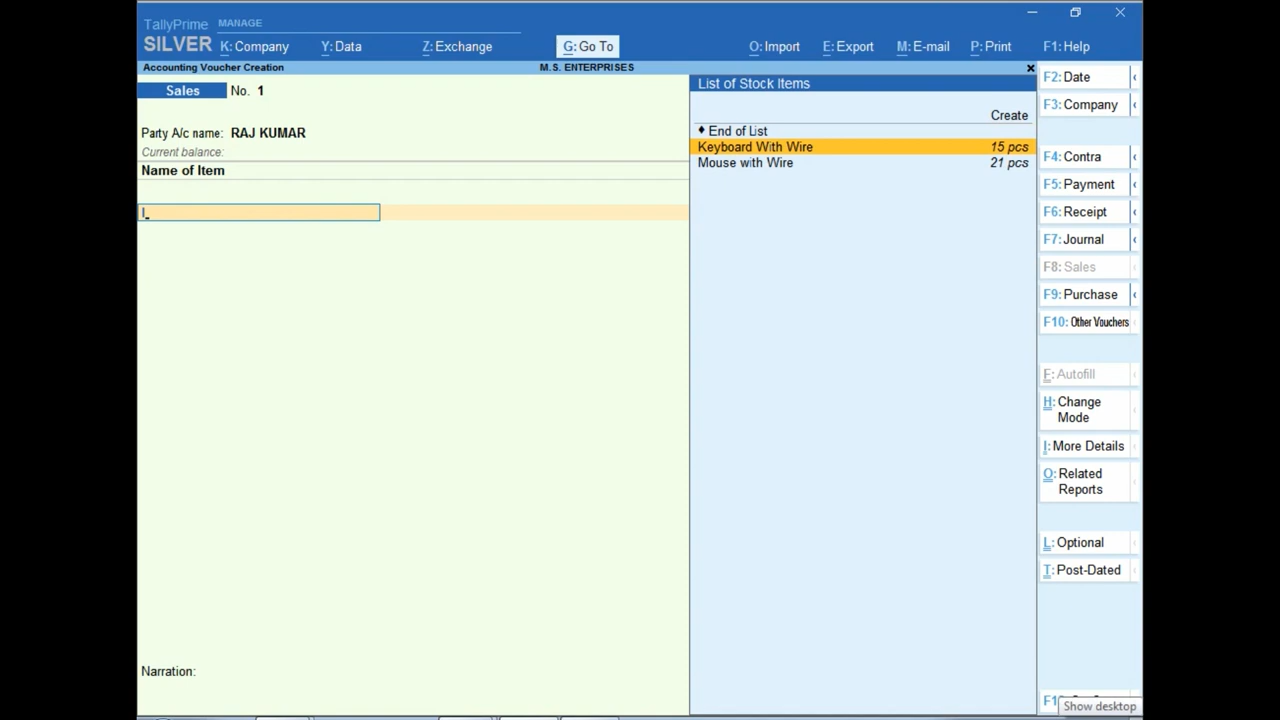 TallyPrime MANAGE
SILVER K: Company Y: Data Z: Exchange G: Go To O: Import E: Export M: E-mail P: Print F1: Help
Accounting Voucher Creation M.S. ENTERPRISES
Sales No. 1
Party A/c name: RAJ KUMAR
Current balance:
Name of Item
Narration:
List of Stock Items
Create
♦ End of List
Keyboard With Wire 15 pcs
Mouse with Wire 21 pcs
F2: Date
F3: Company
F4: Contra
F5: Payment
F6: Receipt
F7: Journal
F8: Sales
F9: Purchase
F10: Other Vouchers
F: Autofill
H: Change
Mode
I: More Details
O: Related
Reports
L: Optional
T: Post-Dated
Show desktop